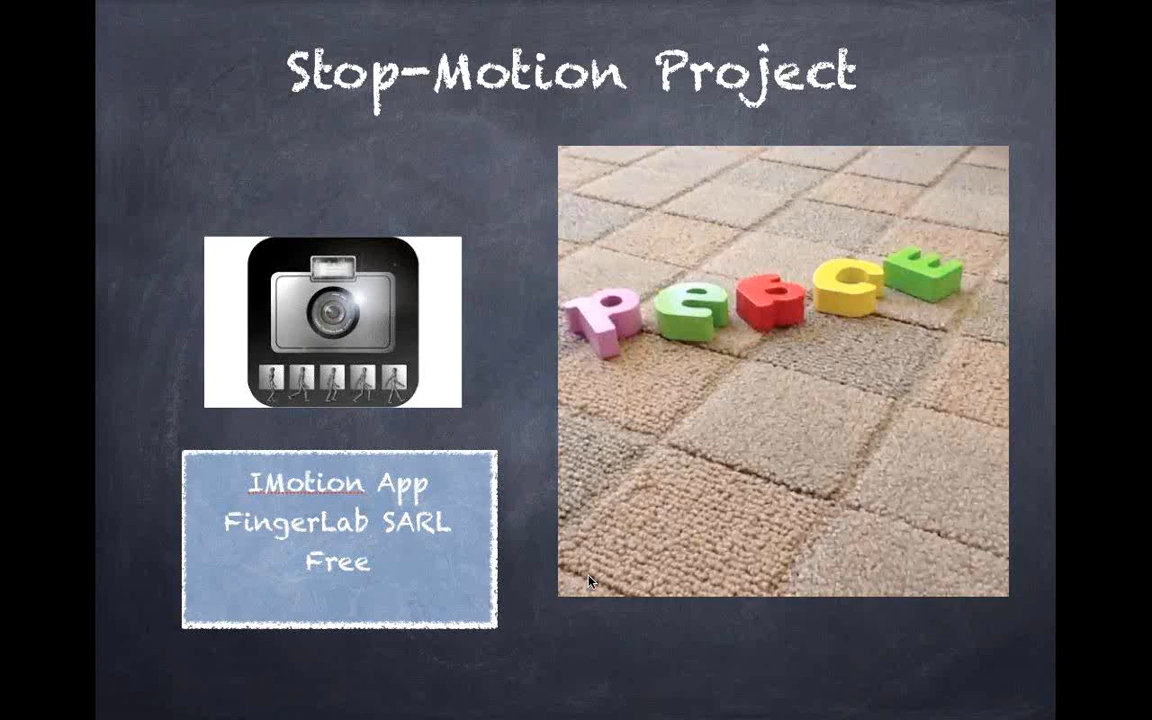 Stop-Motion Project
PeaCE
IMotion App
FingerLab SARL
Free